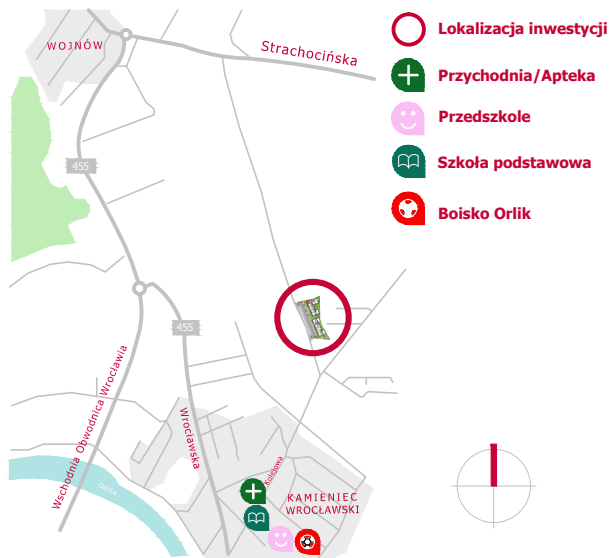 WOJNÓW
Strachocińska
Lokalizacja inwestycji
Przychodnia/Apteka
Przedszkole
Szkoła podstawowa
Boisko Orlik
455
455
Wschodnia Obwodnica Wrocławia
Wrocławska
Kolejowa
KAMIENIEC
WROCŁAWSKI
ODRA